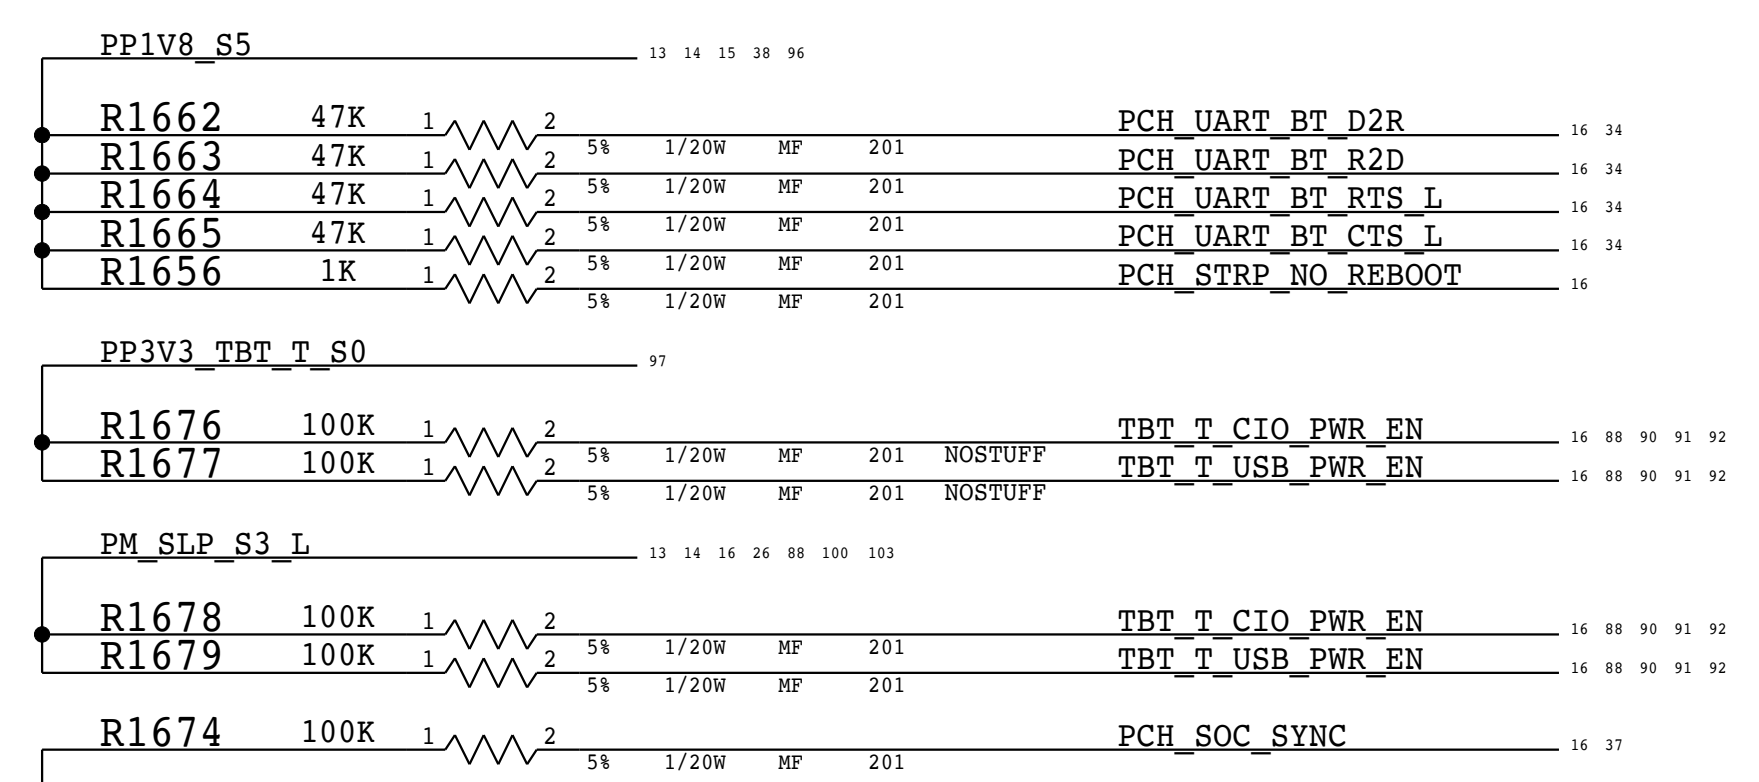 PP1V8_S5 13 14 15 38 96
R1662 47K 1 2 5% 1/20W MF 201 PCH_UART_BT_D2R 16 34
R1663 47K 1 2 5% 1/20W MF 201 PCH_UART_BT_R2D 16 34
R1664 47K 1 2 5% 1/20W MF 201 PCH_UART_BT_RTS_L 16 34
R1665 47K 1 2 5% 1/20W MF 201 PCH_UART_BT_CTS_L 16 34
R1656 1K 1 2 5% 1/20W MF 201 PCH_STRP_NO_REBOOT 16
PP3V3_TBT_T_S0 97
R1676 100K 1 2 5% 1/20W MF 201 NOSTUFF TBT_T_CIO_PWR_EN 16 88 90 91 92
R1677 100K 1 2 5% 1/20W MF 201 NOSTUFF TBT_T_USB_PWR_EN 16 88 90 91 92
PM_SLP_S3_L 13 14 16 26 88 100 103
R1678 100K 1 2 5% 1/20W MF 201 TBT_T_CIO_PWR_EN 16 88 90 91 92
R1679 100K 1 2 5% 1/20W MF 201 TBT_T_USB_PWR_EN 16 88 90 91 92
R1674 100K 1 2 5% 1/20W MF 201 PCH_SOC_SYNC 16 37